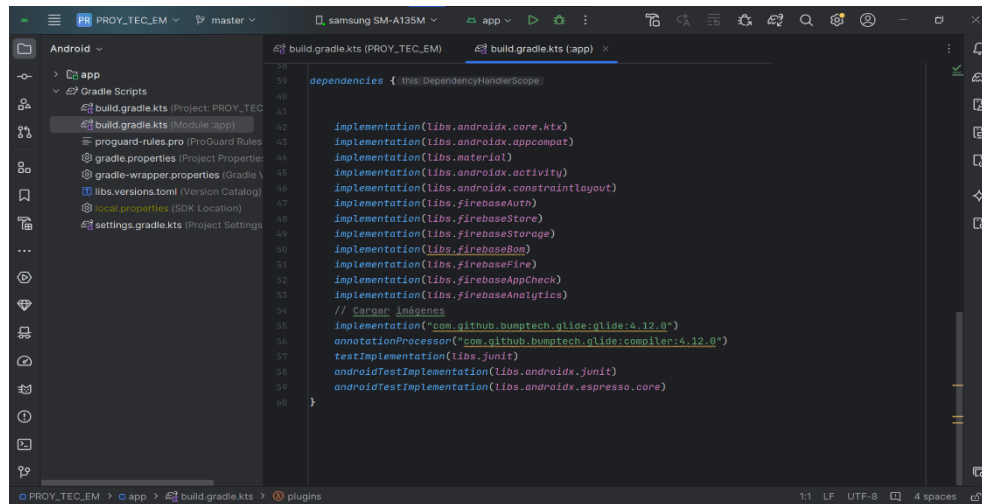 PR PROY_TEC_EM
master
samsung SM-A135M
app
Android
build.gradle.kts (PROY_TEC_EM)
build.gradle.kts (:app)
app
Gradle Scripts
build.gradle.kts (Project: PROY_TEC
build.gradle.kts (Module :app)
proguard-rules.pro (ProGuard Rules
gradle.properties (Project Propertie
gradle-wrapper.properties (Gradle
libs.versions.toml (Version Catalog)
local.properties (SDK Location)
settings.gradle.kts (Project Settings
38
39 dependencies { this: DependencyHandlerScope
40
41
42 implementation(libs.androidx.core.ktx)
43 implementation(libs.androidx.appcompat)
44 implementation(libs.material)
45 implementation(libs.androidx.activity)
46 implementation(libs.androidx.constraintlayout)
47 implementation(libs.firebaseAuth)
48 implementation(libs.firebaseStore)
49 implementation(libs.firebaseStorage)
50 implementation(libs.firebaseBom)
51 implementation(libs.firebaseFire)
52 implementation(libs.firebaseAppCheck)
53 implementation(libs.firebaseAnalytics)
54 // Cargar imágenes
55 implementation("com.github.bumptech.glide:glide:4.12.0")
56 annotationProcessor("com.github.bumptech.glide:compiler:4.12.0")
57 testImplementation(libs.junit)
58 androidTestImplementation(libs.androidx.junit)
59 androidTestImplementation(libs.androidx.espresso.core)
60 }
PROY_TEC_EM > app > build.gradle.kts > plugins
1:1 LF UTF-8 4 spaces